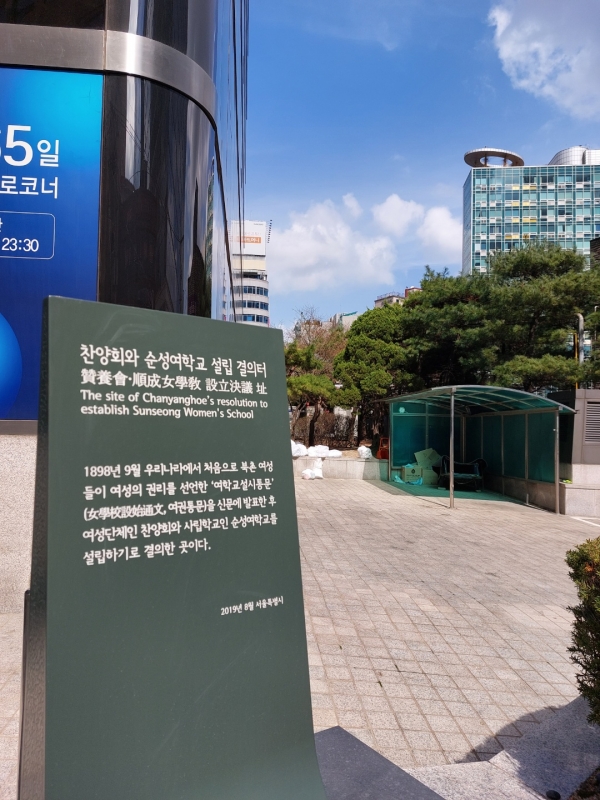 35일
로코너
23:30
찬양회와 순성여학교 설립 결의터
贊養會·順成女學敎 設立決議 址
The site of Chanyanghoe's resolution to
establish Sunseong Women's School
1898년 9월 우리나라에서 처음으로 북촌 여성
들이 여성의 권리를 선언한 '여학교설시통문'
(女學校設始通文, 여권통문)을 신문에 발표한 후
여성단체인 찬양회와 사립학교인 순성여학교를
설립하기로 결의한 곳이다.
2019년 8월 서울특별시